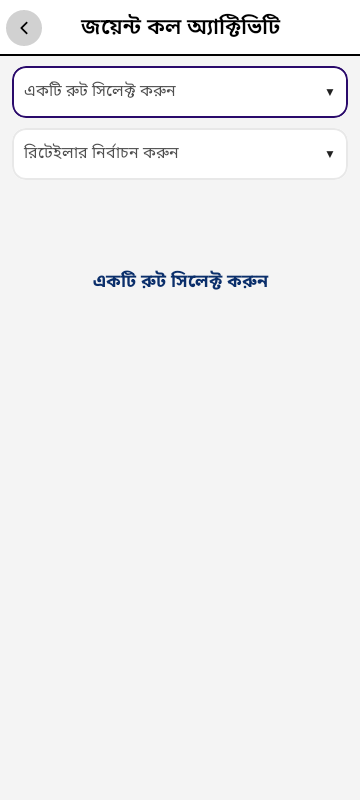 জয়েন্ট কল অ্যাক্টিভিটি
একটি রুট সিলেক্ট করুন
রিটেইলার নির্বাচন করুন
একটি রুট সিলেক্ট করুন